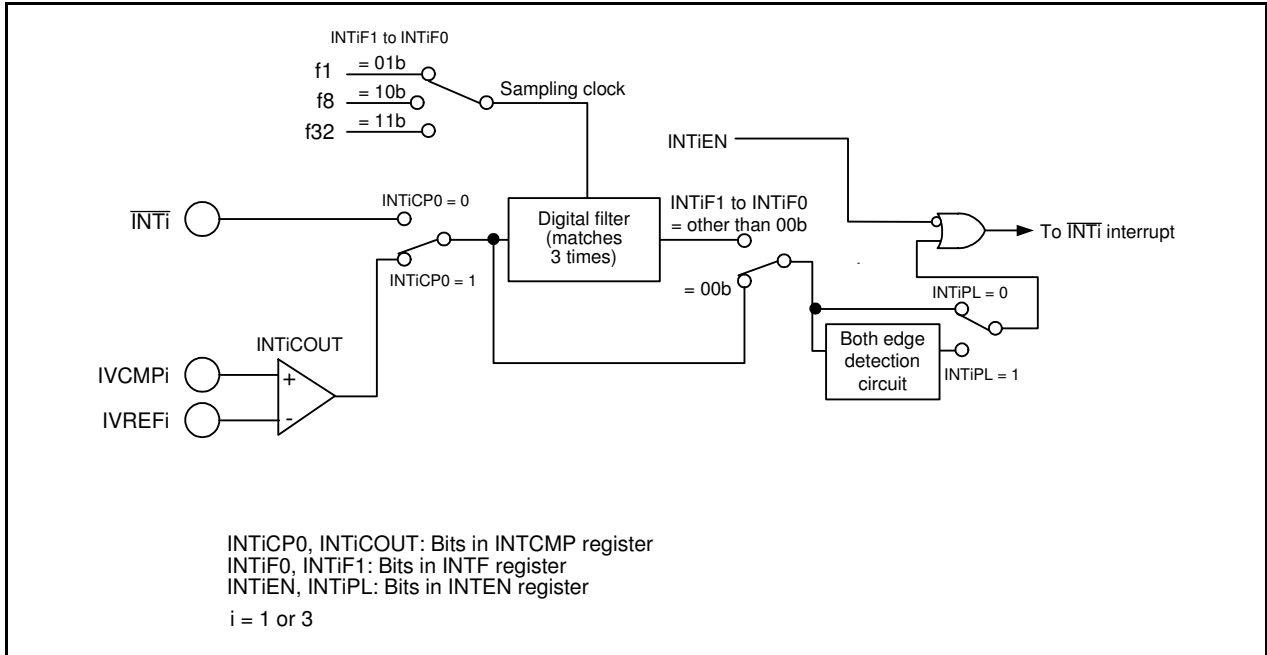 INTiF1 to INTiF0
f1
= 01b
f8
= 10b
f32
= 11b
Sampling clock
INTiEN
INTi
INTiCP0 = 0
INTiCP0 = 1
Digital filter
(matches
3 times)
INTiF1 to INTiF0
= other than 00b
= 00b
To INTi interrupt
INTiPL = 0
Both edge
detection
circuit
INTiPL = 1
INTiCOUT
IVCMPi
+
IVREFi
-
INTiCP0, INTiCOUT: Bits in INTCMP register
INTiF0, INTiF1: Bits in INTF register
INTiEN, INTiPL: Bits in INTEN register
i = 1 or 3